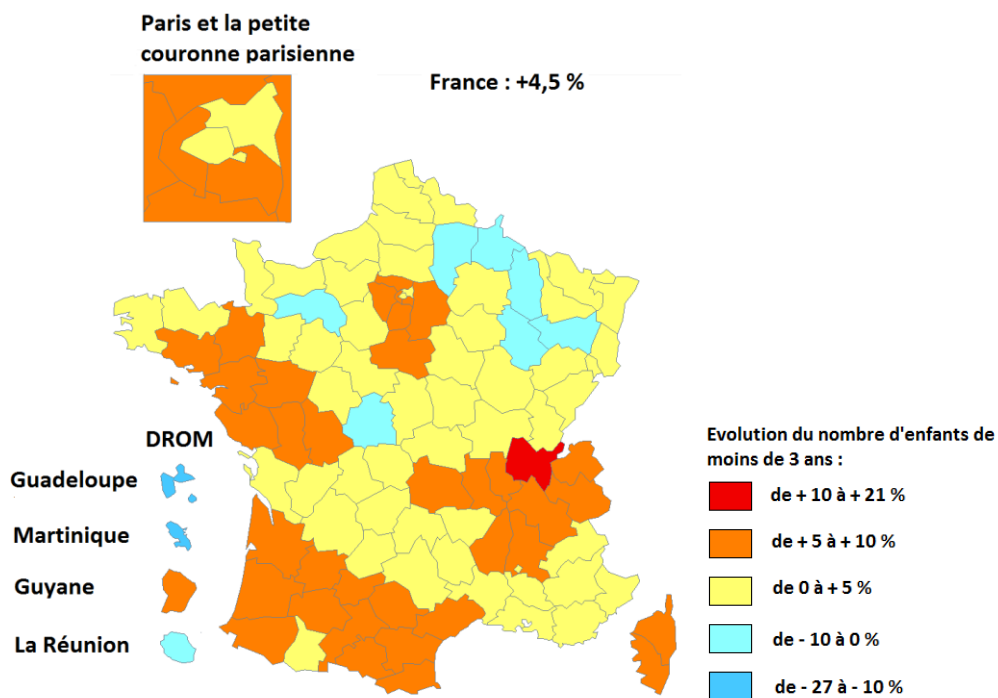 Paris et la petite
couronne parisienne
France : +4,5 %
DROM
Guadeloupe
Martinique
Guyane
La Réunion
Evolution du nombre d'enfants de
moins de 3 ans :
de + 10 à + 21 %
de + 5 à + 10 %
de 0 à + 5 %
de - 10 à 0 %
de - 27 à - 10 %